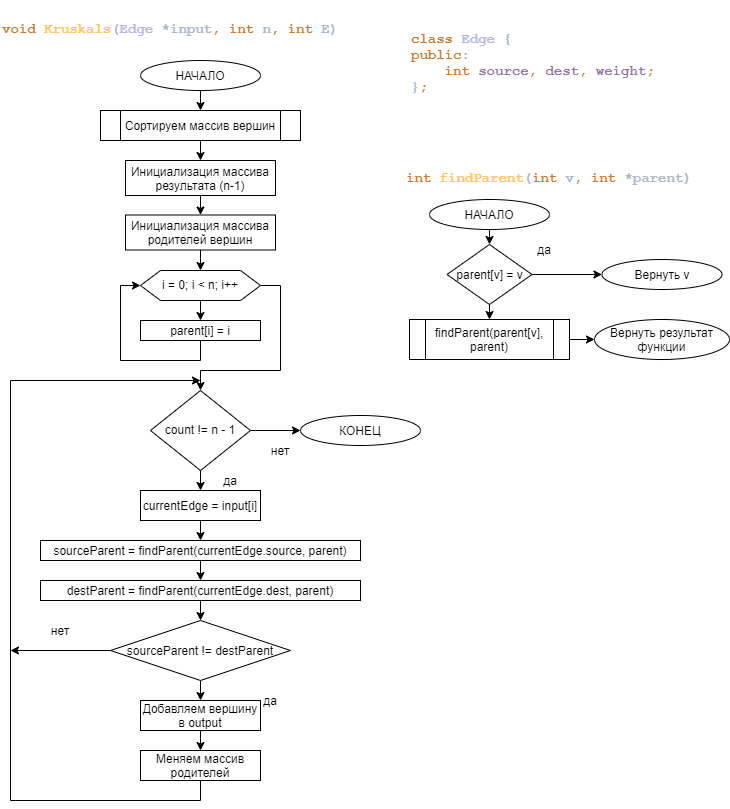 void Kruskals(Edge *input, int n, int E)
НАЧАЛО
Сортируем массив вершин
Инициализация массива
результата (n-1)
Инициализация массива
родителей вершин
i = 0; i < n; i++
parent[i] = i
count != n - 1
КОНЕЦ
нет
да
currentEdge = input[i]
sourceParent = findParent(currentEdge.source, parent)
destParent = findParent(currentEdge.dest, parent)
нет
sourceParent != destParent
да
Добавляем вершину
в output
Меняем массив
родителей
class Edge {
public:
int source, dest, weight;
};
int findParent(int v, int *parent)
НАЧАЛО
да
parent[v] = v
Вернуть v
findParent(parent[v],
parent)
Вернуть результат
функции